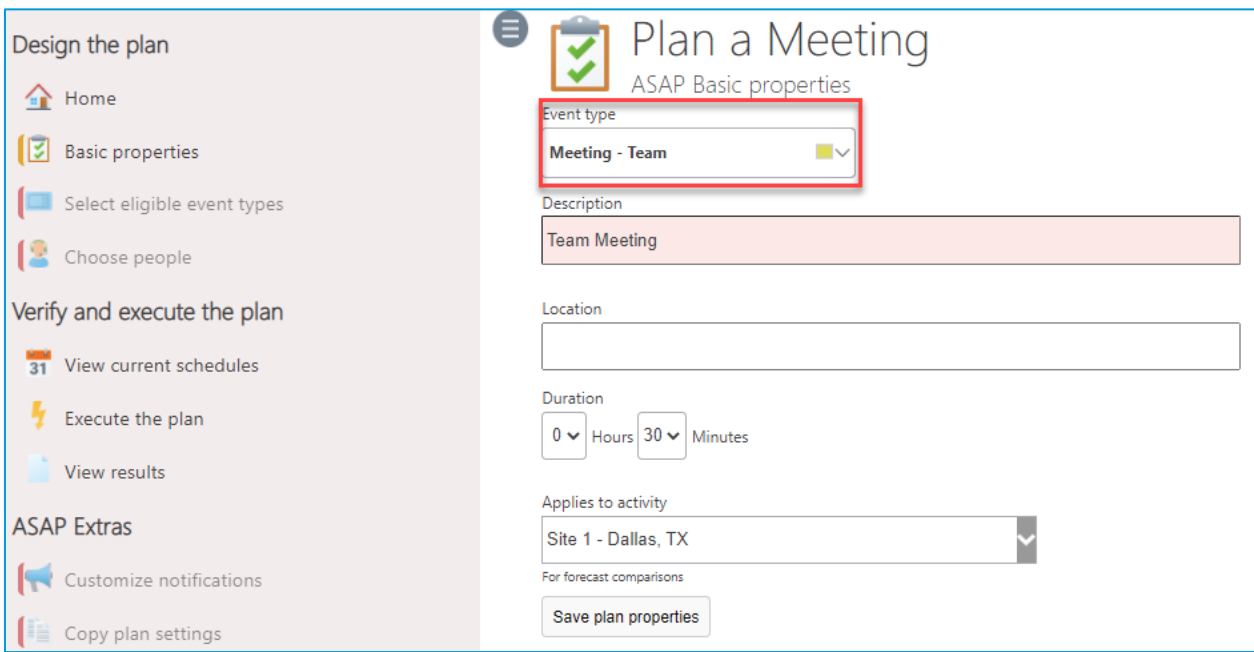 Design the plan
Home
Basic properties
Select eligible event types
Choose people
Verify and execute the plan
31
View current schedules
Execute the plan
View results
ASAP Extras
Customize notifications
Copy plan settings
Plan a Meeting
ASAP Basic properties
Event type
Meeting - Team
Description
Team Meeting
Location
Duration
0 Hours 30 Minutes
Applies to activity
Site 1 - Dallas, TX
For forecast comparisons
Save plan properties